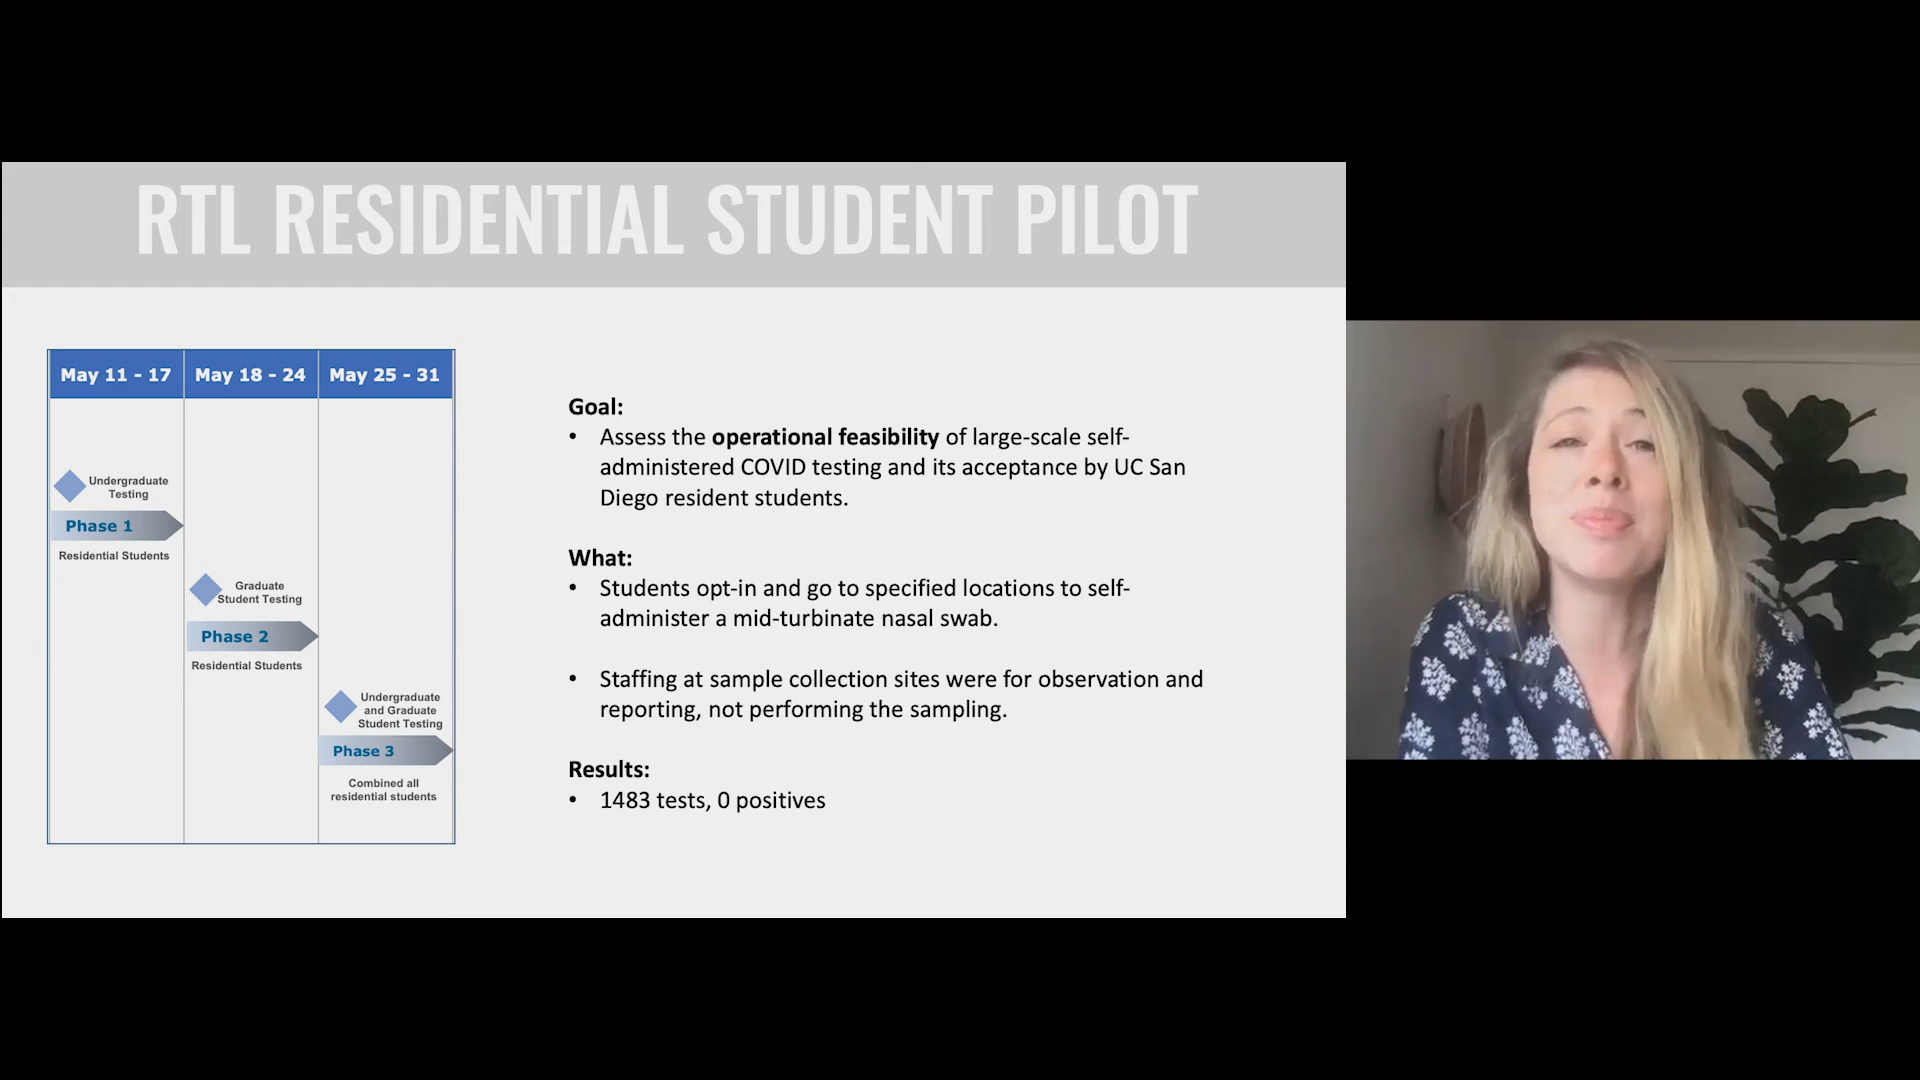 RTL RESIDENTIAL STUDENT PILOT
May 11 - 17
May 18 - 24
May 25 - 31
Undergraduate
Testing
Phase 1
Residential Students
Graduate
Student Testing
Phase 2
Residential Students
Undergraduate
and Graduate
Student Testing
Phase 3
Combined all
residential students
Goal:
• Assess the operational feasibility of large-scale self-
administered COVID testing and its acceptance by UC San
Diego resident students.
What:
• Students opt-in and go to specified locations to self-
administer a mid-turbinate nasal swab.
• Staffing at sample collection sites were for observation and
reporting, not performing the sampling.
Results:
• 1483 tests, 0 positives